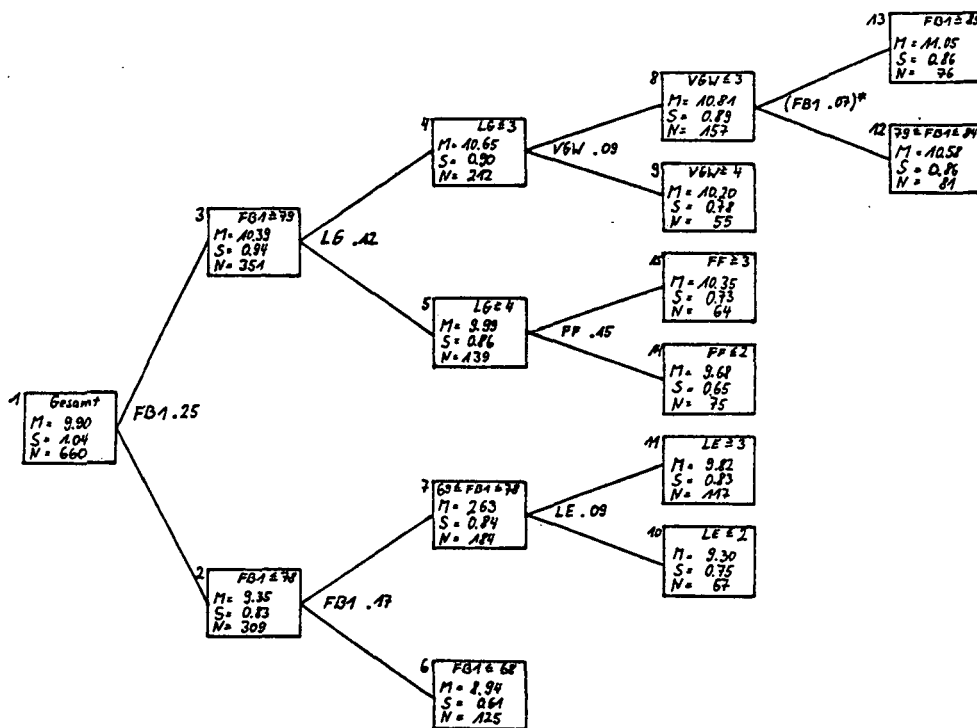 1
Gesamt
M = 9.90
S = 1.04
N = 660
FB1 .25
3
FB1 ≥ 79
M = 10.39
S = 0.94
N = 351
LG .12
2
FB1 ≤ 78
M = 9.35
S = 0.83
N = 309
FB1 .17
4
LG ≤ 3
M = 10.65
S = 0.90
N = 212
VGW .09
5
LG ≥ 4
M = 9.99
S = 0.86
N = 139
FF .15
7
69 ≤ FB1 ≤ 78
M = 263
S = 0.84
N = 184
LE .09
6
FB1 ≤ 68
M = 8.94
S = 0.61
N = 125
8
VGW ≤ 3
M = 10.81
S = 0.89
N = 157
(FB1 .07)*
9
VGW ≥ 4
M = 10.20
S = 0.78
N = 55
15
FF ≥ 3
M = 10.35
S = 0.73
N = 64
14
FF ≤ 2
M = 9.68
S = 0.65
N = 75
11
LE ≥ 3
M = 9.82
S = 0.83
N = 117
10
LE ≤ 2
M = 9.30
S = 0.75
N = 67
13
FB1 ≥ 85
M = 11.05
S = 0.86
N = 76
12
79 ≤ FB1 ≤ 84
M = 10.58
S = 0.86
N = 81